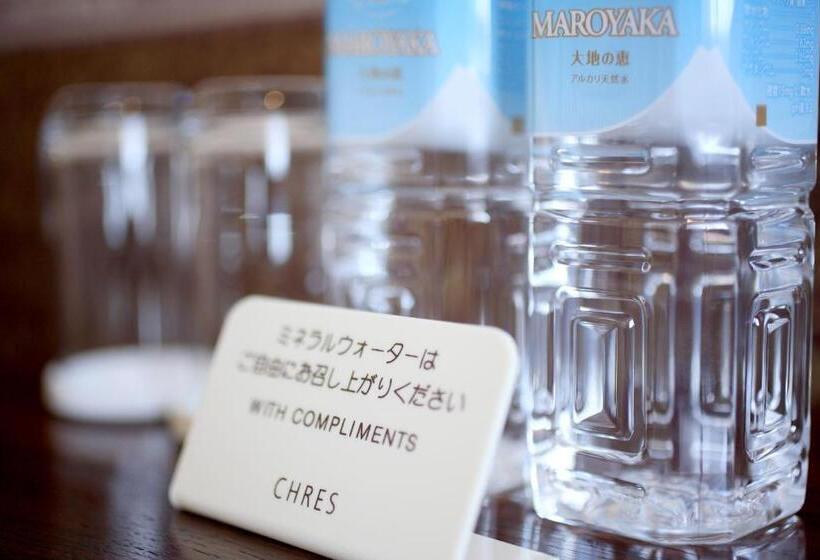 MAROYAKA
MAROYAKA
大地の恵
アルカリ天然水
ミネラルウォーターは
ご自由にお召し上がりください
WITH COMPLIMENTS
CHRES